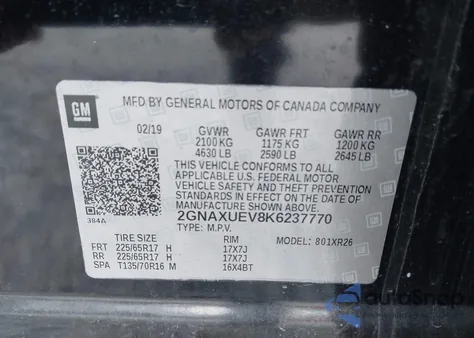 GM
MFD BY GENERAL MOTORS OF CANADA COMPANY
02/19 GVWR GAWR FRT GAWR RR
2100 KG 1175 KG 1200 KG
4630 LB 2590 LB 2645 LB
THIS VEHICLE CONFORMS TO ALL
APPLICABLE U.S. FEDERAL MOTOR
VEHICLE SAFETY AND THEFT PREVENTION
STANDARDS IN EFFECT ON THE DATE OF
MANUFACTURE SHOWN ABOVE.
384A 2GNAXUEV8K6237770
TYPE: M.P.V. MODEL: 801XR26
TIRE SIZE RIM
FRT 225/65R17 H 17X7J
RR 225/65R17 H 17X7J
SPA T135/70R16 M 16X4BT
AutoSnap